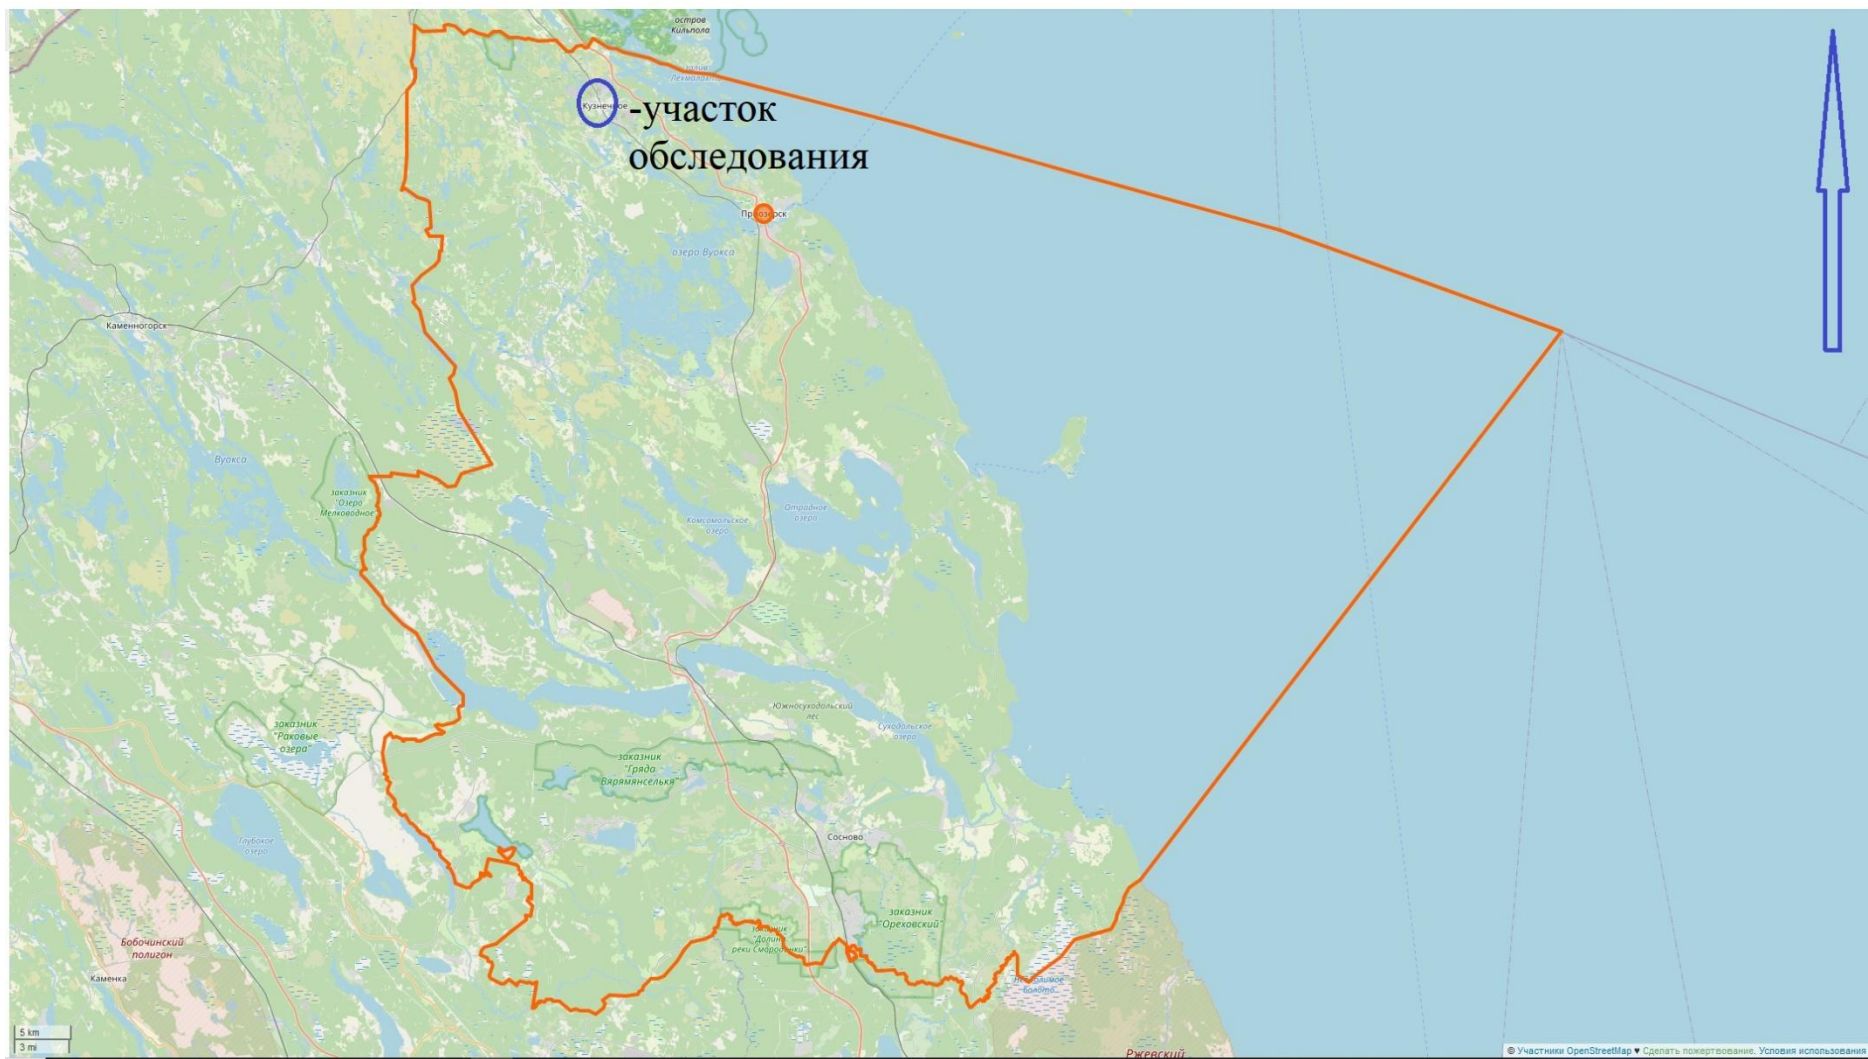 остров
Кильпола
залив
Лехмалахти
Кузнечное
-участок
обследования
Приозерск
озеро Вуокса
Каменногорск
Вуокса
заказник
"Озеро
Мелководное"
Комсомольское
озеро
Отрадное
озеро
Южносуходольский
лес
Суходольское
озеро
заказник
"Раковые
озера"
заказник
"Гряда
Вярямянселькя"
Глубокое
озеро
Сосново
заказник
"Ореховский"
заказник
"Долина
реки Смородинки"
Бобочинский
полигон
Каменка
болото
5 km
3 mi
Ржевский
© Участники OpenStreetMap ♥ Сделать пожертвование. Условия использования